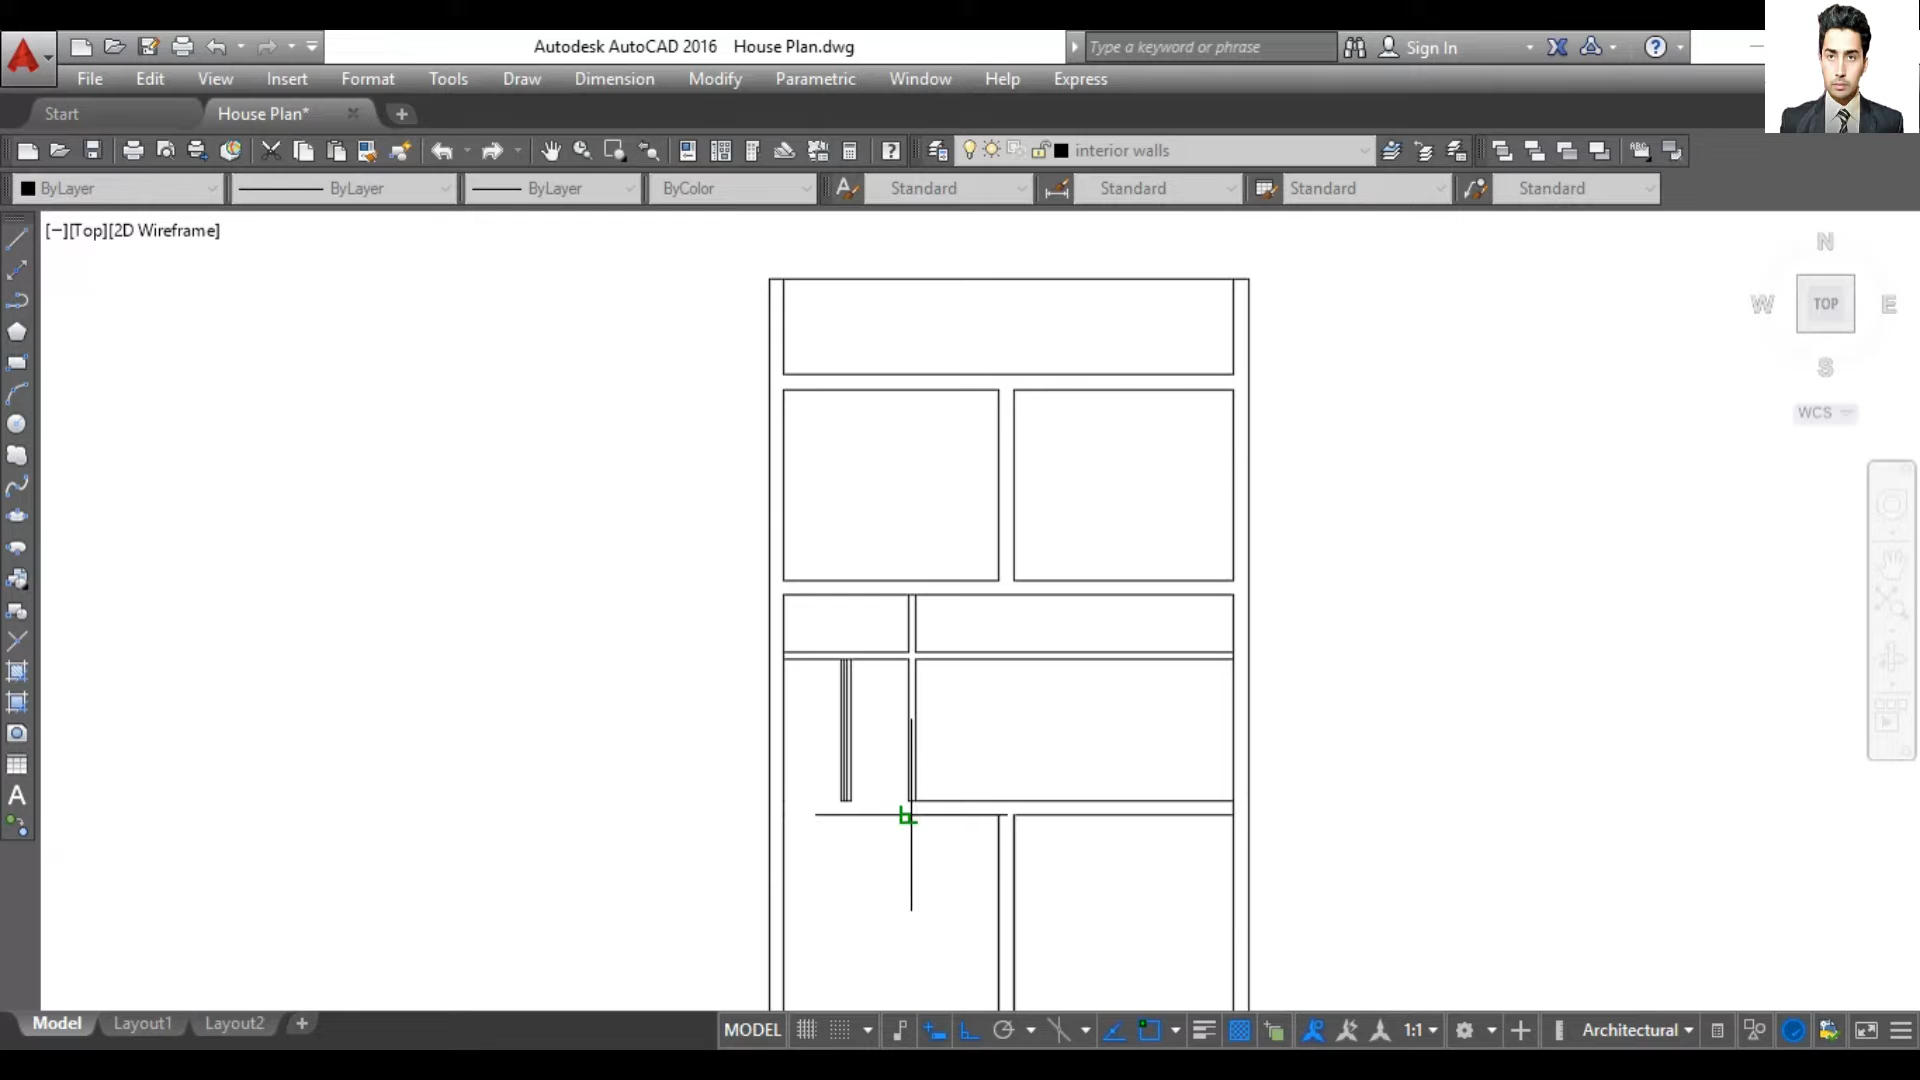 Autodesk AutoCAD 2016 House Plan.dwg
Type a keyword or phrase
Sign In
File Edit View Insert Format Tools Draw Dimension Modify Parametric Window Help Express
Start House Plan*
interior walls
ByLayer ByLayer ByLayer ByColor Standard Standard Standard Standard
[−][Top][2D Wireframe]
N
W TOP E
S
WCS
A
Model Layout1 Layout2
MODEL 1:1 Architectural